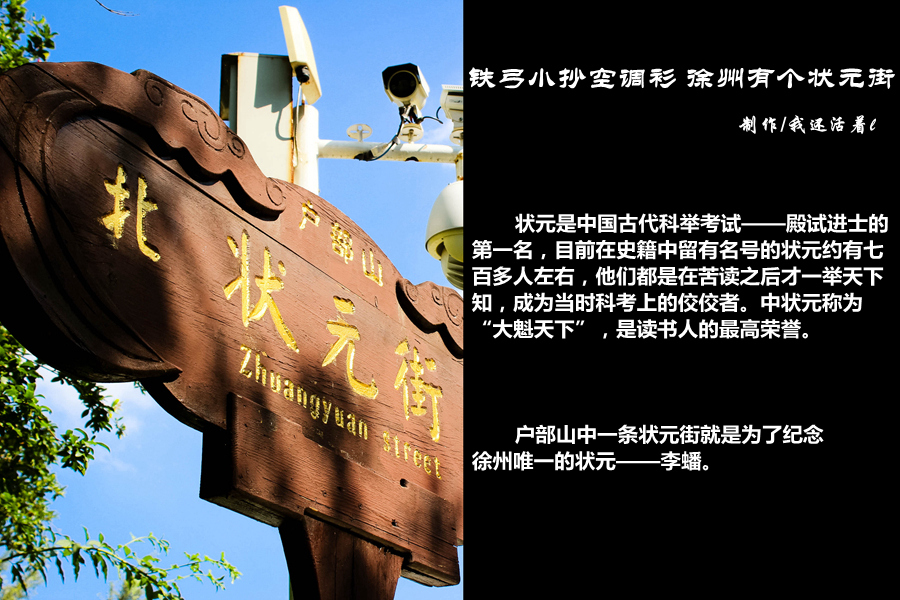 北
户部山
状元街
Zhuangyuan street
铁弓小抄空调衫 徐州有个状元街
制作/我还活着l
状元是中国古代科举考试——殿试进士的
第一名，目前在史籍中留有名号的状元约有七
百多人左右，他们都是在苦读之后才一举天下
知，成为当时科考上的佼佼者。中状元称为
“大魁天下”，是读书人的最高荣誉。
户部山中一条状元街就是为了纪念
徐州唯一的状元——李蟠。